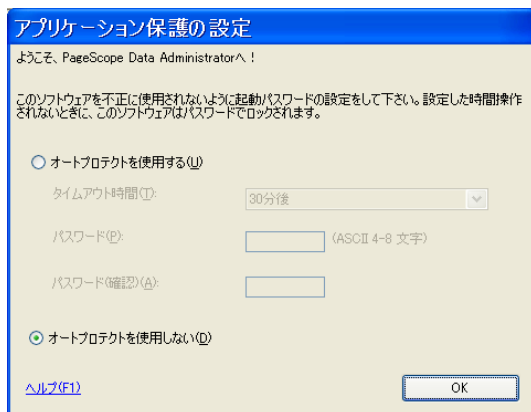 アプリケーション保護の設定
ようこそ、PageScope Data Administratorへ！
このソフトウェアを不正に使用されないように起動パスワードの設定をして下さい。設定した時間操作
されないときに、このソフトウェアはパスワードでロックされます。
オートプロテクトを使用する(U)
タイムアウト時間(T): 30分後
パスワード(P): (ASCII 4-8 文字)
パスワード(確認)(A):
オートプロテクトを使用しない(D)
ヘルプ(F1) OK